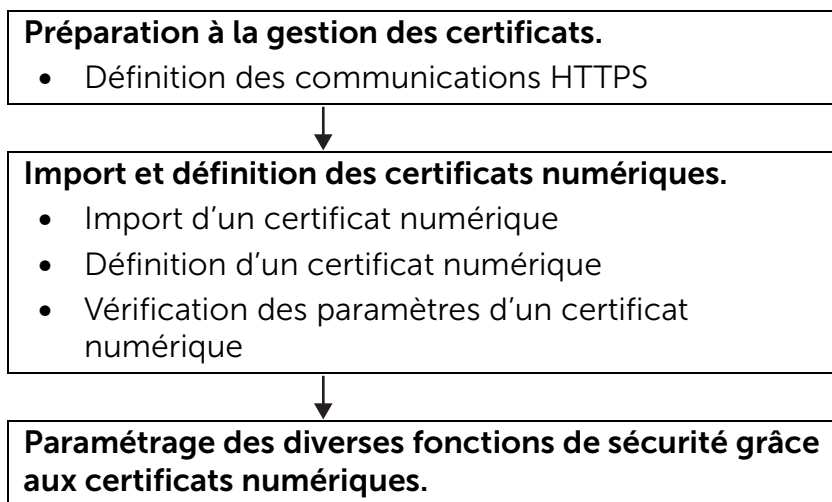 Préparation à la gestion des certificats.
• Définition des communications HTTPS
Import et définition des certificats numériques.
• Import d’un certificat numérique
• Définition d’un certificat numérique
• Vérification des paramètres d’un certificat
numérique
Paramétrage des diverses fonctions de sécurité grâce
aux certificats numériques.